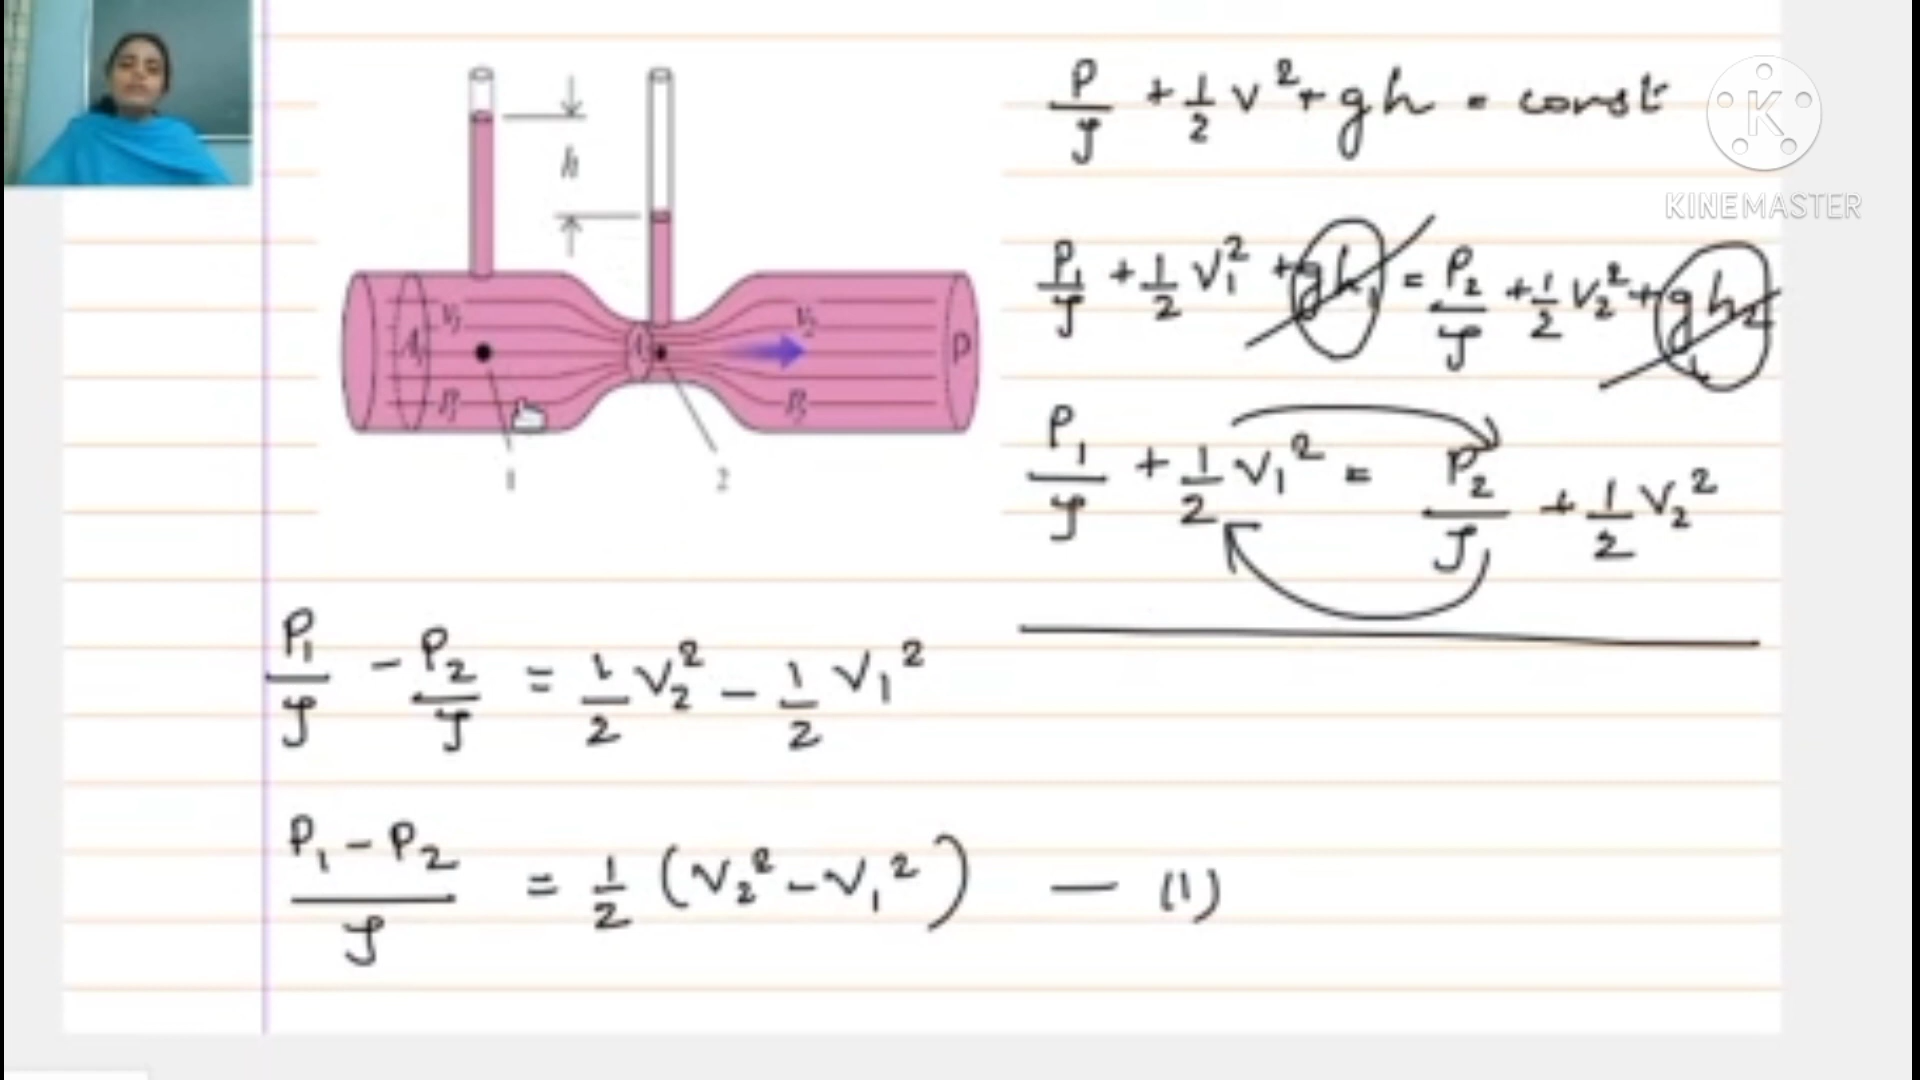 h
A₁
V₁
P₁
V₂
P
1
2
P/ρ + 1/2 V² + gh = const
P₁/ρ + 1/2 V₁² + gh₁ = P₂/ρ + 1/2 V₂² + gh₂
P₁/ρ + 1/2 V₁² = P₂/ρ + 1/2 V₂²
P₁/ρ - P₂/ρ = 1/2 V₂² - 1/2 V₁²
P₁ - P₂/ρ = 1/2 (V₂² - V₁²) — (1)
K
KINEMASTER